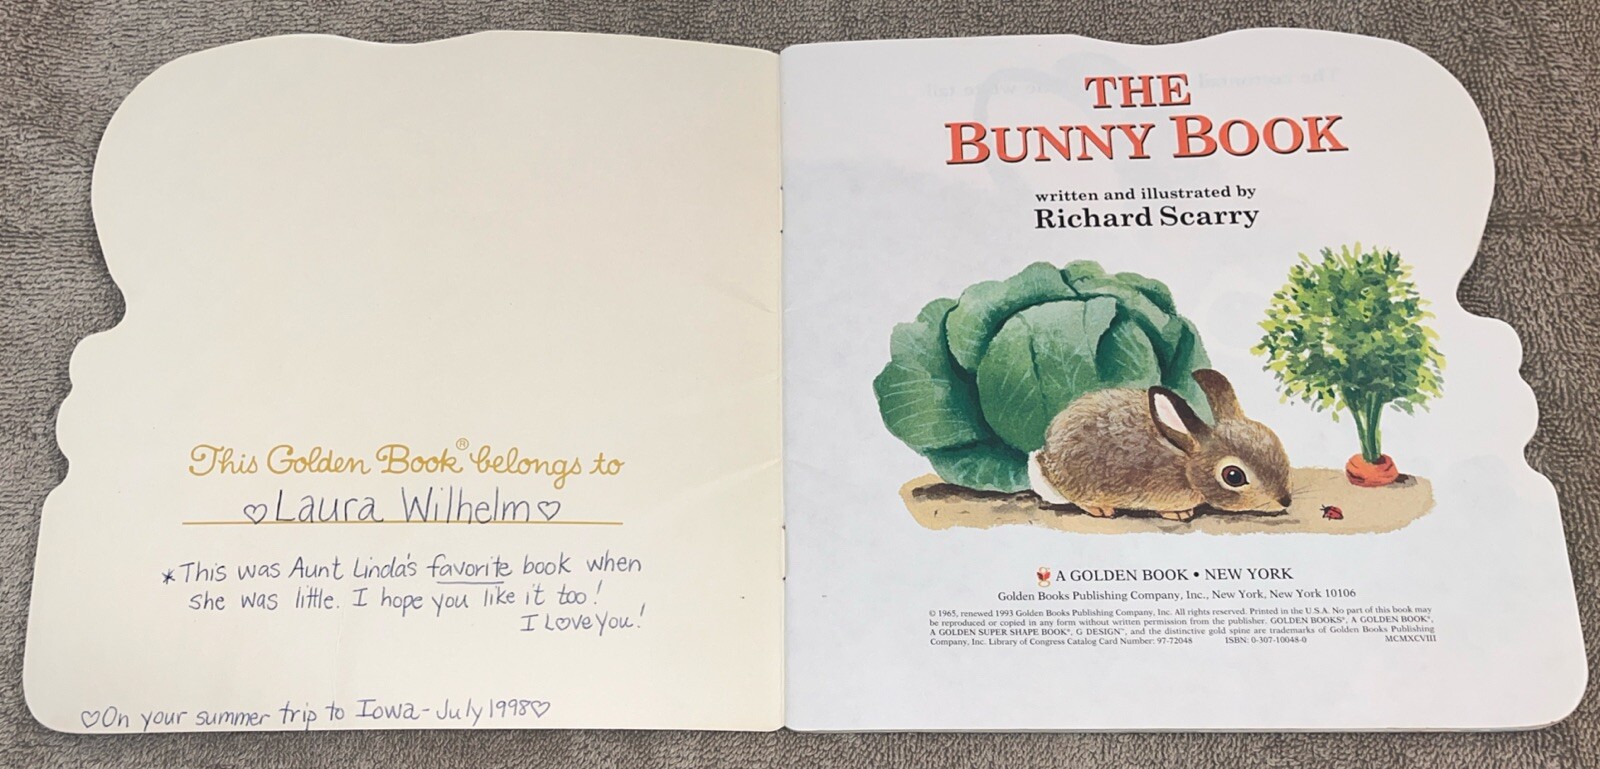 This Golden Book® belongs to
♡Laura Wilhelm♡
*This was Aunt Linda's favorite book when
she was little. I hope you like it too!
I Love you!
♡On your summer trip to Iowa-July 1998♡
THE
BUNNY BOOK
written and illustrated by
Richard Scarry
A GOLDEN BOOK • NEW YORK
Golden Books Publishing Company, Inc., New York, New York 10106
© 1965, renewed 1993 Golden Books Publishing Company, Inc. All rights reserved. Printed in the U.S.A. No part of this book may
be reproduced or copied in any form without written permission from the publisher. GOLDEN BOOKS®, A GOLDEN BOOK®,
A GOLDEN SUPER SHAPE BOOK®, G DESIGN™, and the distinctive gold spine are trademarks of Golden Books Publishing
Company, Inc. Library of Congress Catalog Card Number: 97-72048 ISBN: 0-307-10048-0 MCMXCVIII